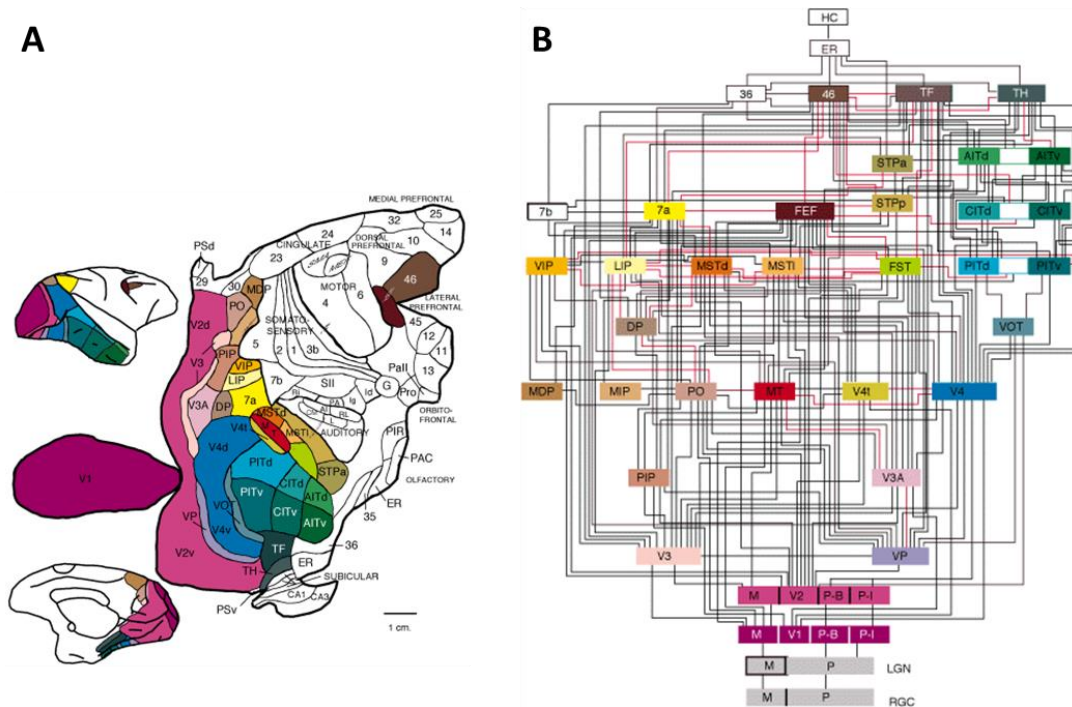 A
MEDIAL PREFRONTAL
25
32
14
24
DORSAL
PREFRONTAL
10
CINGULATE
23
9
PSd
29
46
MOTOR
30
MDP
6
LATERAL
PREFRONTAL
PO
4
V2d
SOMATO-
SENSORY
45
12
V3
5
2
1
3b
11
PIP
PaII
13
VIP
LIP
7b
SII
G
Pro
Ri
PA
Ig
Id
ORBITO-
FRONTAL
V3A
DP
7a
RL
MSTd
AUDITORY
V4t
MSTl
PIR
V4d
PAC
V1
PITd
STPa
OLFACTORY
CITd
PITv
AITd
ER
VOT
CITv
35
VP
AITv
V4v
36
TF
V2v
ER
TH
SUBICULAR
CA1
CA3
PSv
1 cm.
B
HC
ER
36
46
TF
TH
STPa
AITd
AITv
STPp
7b
7a
FEF
CITd
CITv
VIP
LIP
MSTd
MSTl
FST
PITd
PITv
DP
VOT
MDP
MIP
PO
MT
V4t
V4
PIP
V3A
V3
VP
M
V2
P-B
P-I
M
V1
P-B
P-I
M
P
LGN
M
P
RGC